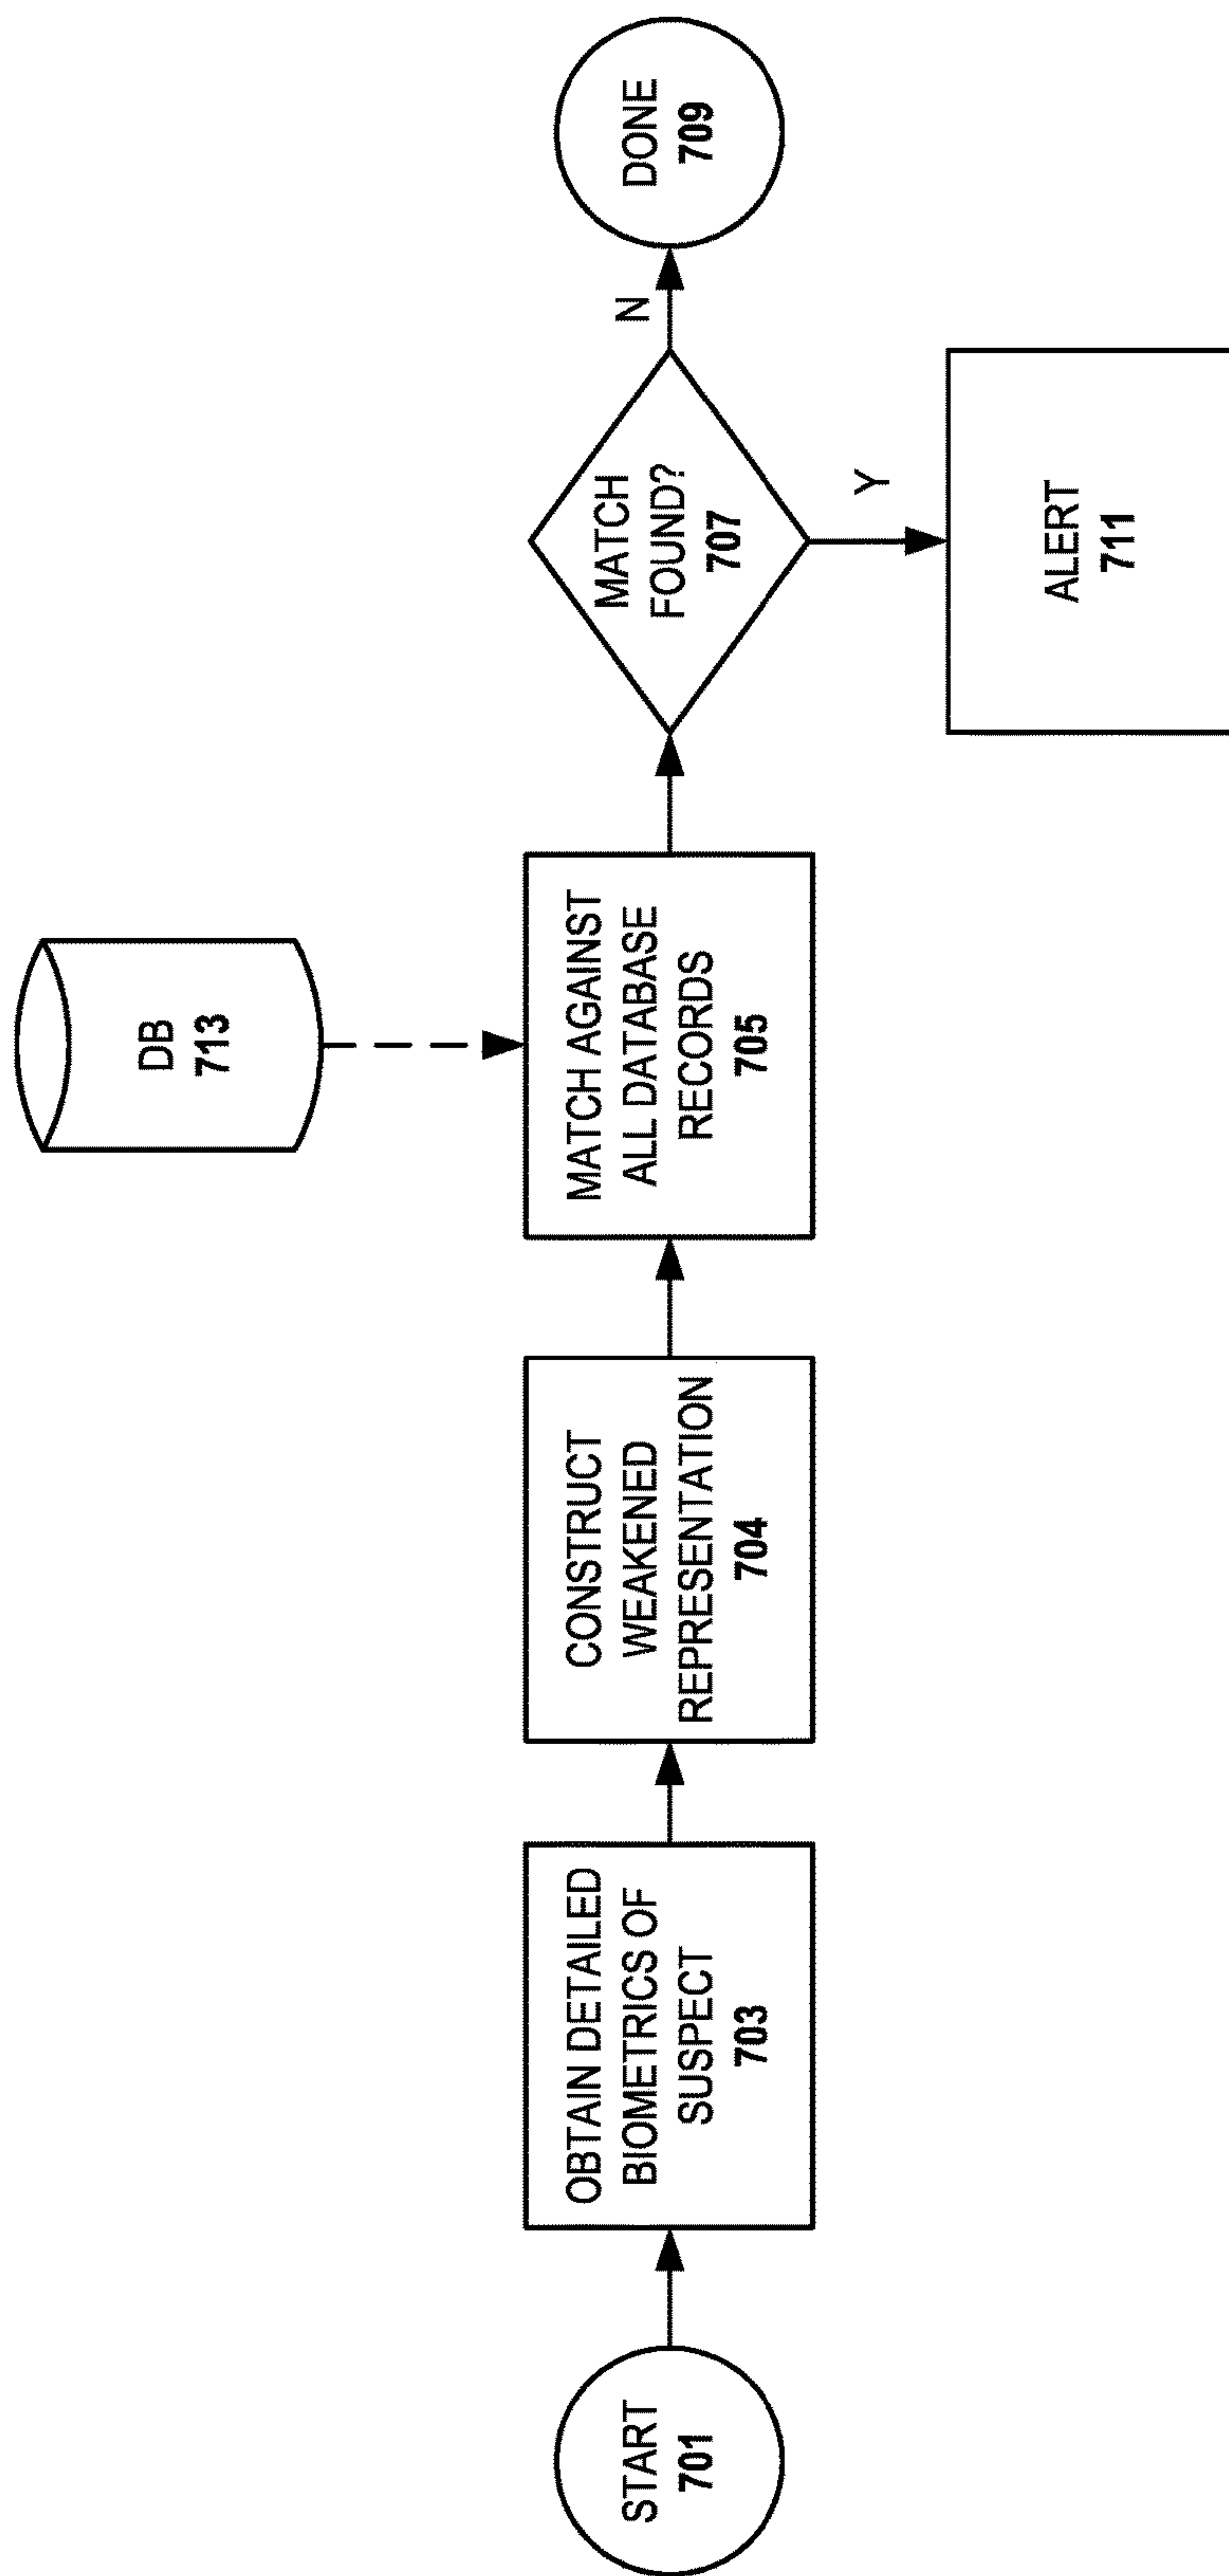 START
701
OBTAIN DETAILED
BIOMETRICS OF
SUSPECT
703
CONSTRUCT
WEAKENED
REPRESENTATION
704
DB
713
MATCH AGAINST
ALL DATABASE
RECORDS
705
MATCH
FOUND?
707
N
DONE
709
Y
ALERT
711